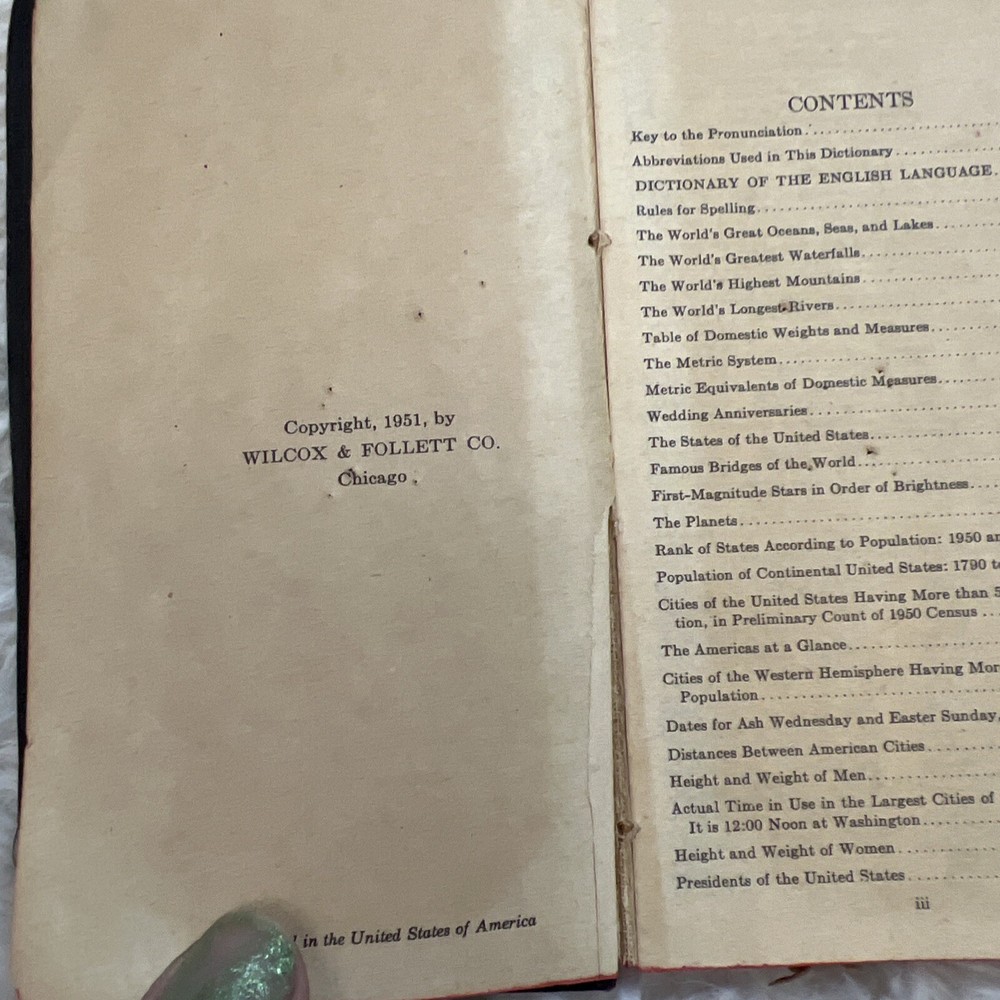 Copyright, 1951, by
WILCOX & FOLLETT CO.
Chicago
in the United States of America
CONTENTS
Key to the Pronunciation
Abbreviations Used in This Dictionary
DICTIONARY OF THE ENGLISH LANGUAGE
Rules for Spelling
The World's Great Oceans, Seas, and Lakes
The World's Greatest Waterfalls
The World's Highest Mountains
The World's Longest Rivers
Table of Domestic Weights and Measures
The Metric System
Metric Equivalents of Domestic Measures
Wedding Anniversaries
The States of the United States
Famous Bridges of the World
First-Magnitude Stars in Order of Brightness
The Planets
Rank of States According to Population: 1950
Population of Continental United States: 1790
Cities of the United States Having More than
tion, in Preliminary Count of 1950 Census
The Americas at a Glance
Cities of the Western Hemisphere Having
Population
Dates for Ash Wednesday and Easter Sunday,
Distances Between American Cities
Height and Weight of Men
Actual Time in Use in the Largest Cities of
It is 12:00 Noon at Washington
Height and Weight of Women
Presidents of the United States
iii